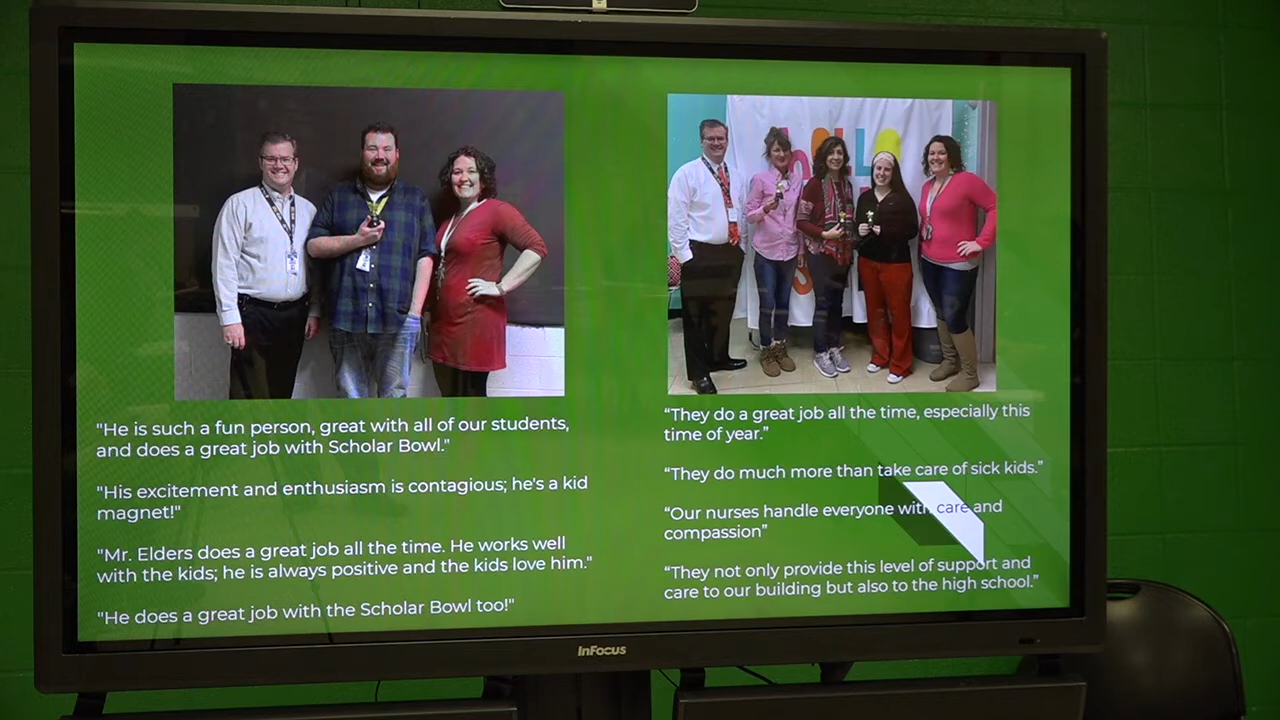 "He is such a fun person, great with all of our students,
and does a great job with Scholar Bowl."
"His excitement and enthusiasm is contagious; he's a kid
magnet!"
"Mr. Elders does a great job all the time. He works well
with the kids; he is always positive and the kids love him."
"He does a great job with the Scholar Bowl too!"
“They do a great job all the time, especially this
time of year.”
“They do much more than take care of sick kids.”
“Our nurses handle everyone with care and
compassion”
“They not only provide this level of support and
care to our building but also to the high school.”
InFocus